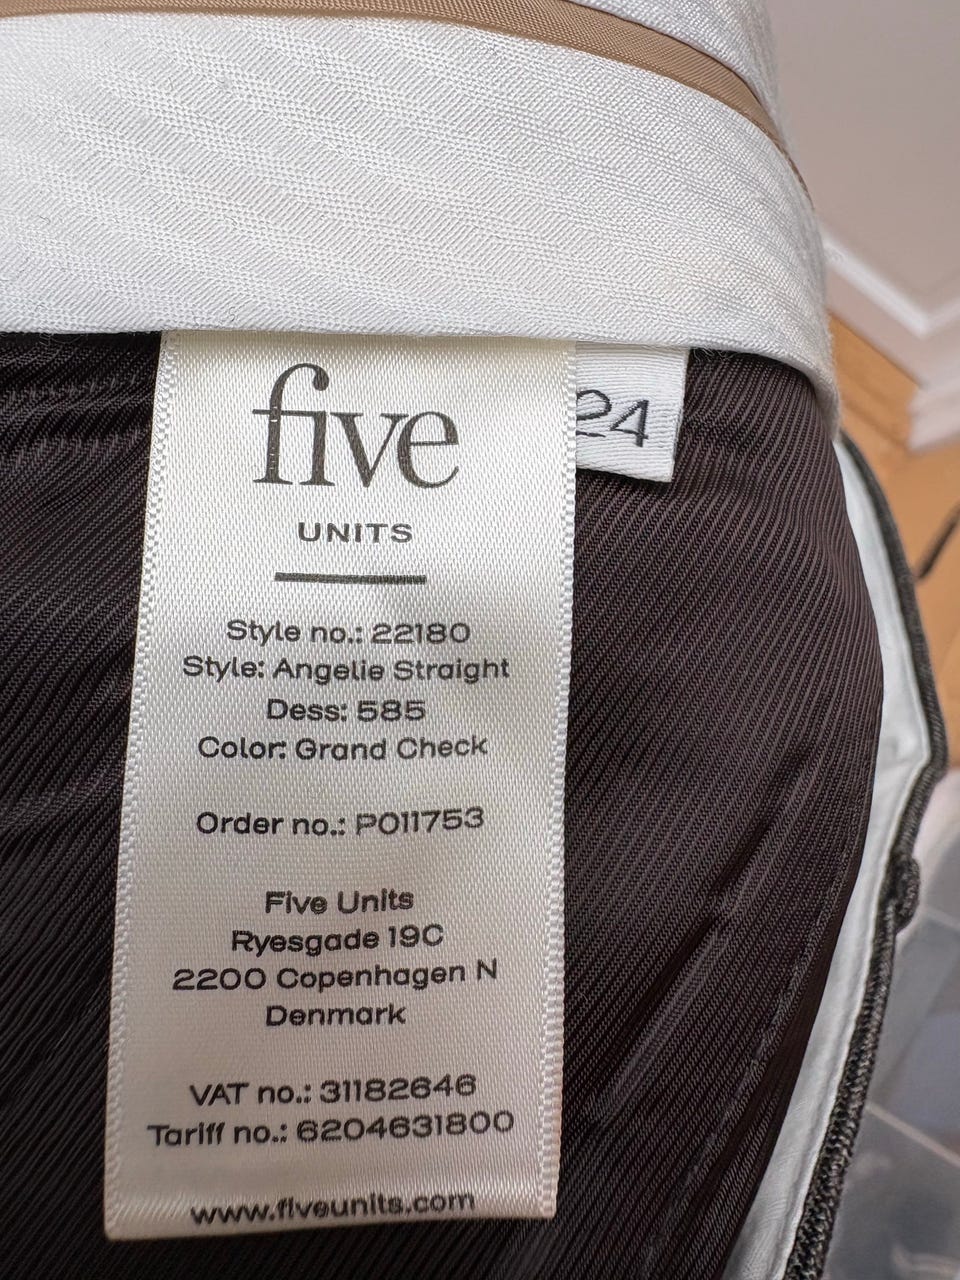 five
UNITS
24
Style no.: 22180
Style: Angelie Straight
Dess: 585
Color: Grand Check
Order no.: PO11753
Five Units
Ryesgade 19C
2200 Copenhagen N
Denmark
VAT no.: 31182646
Tariff no.: 6204631800
www.fiveunits.com